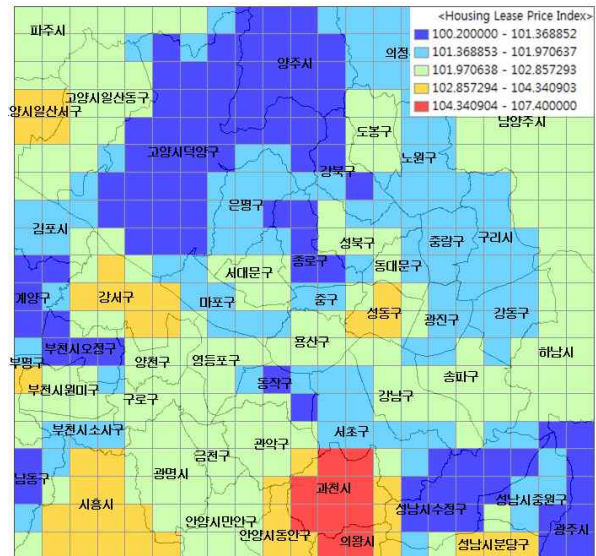 <Housing Lease Price Index>
100.200000 - 101.368852
101.368853 - 101.970637
101.970638 - 102.857293
102.857294 - 104.340903
104.340904 - 107.400000
파주시
양주시
의정
고양시일산동구
양시일산서구
남양주시
도봉구
고양시덕양구
노원구
강북구
은평구
김포시
성북구
중랑구
구리시
종로구
동대문구
서대문구
계양구
강서구
마포구
중구
성동구
광진구
강동구
용산구
부천시오정구
하남시
부평구
양천구
영등포구
송파구
동작구
부천시원미구
구로구
강남구
부천시소사구
서초구
관악구
금천구
남동구
광명시
과천시
성남시중원구
시흥시
성남시수정구
안양시만안구
광주시
안양시동안구
의왕시
성남시분당구